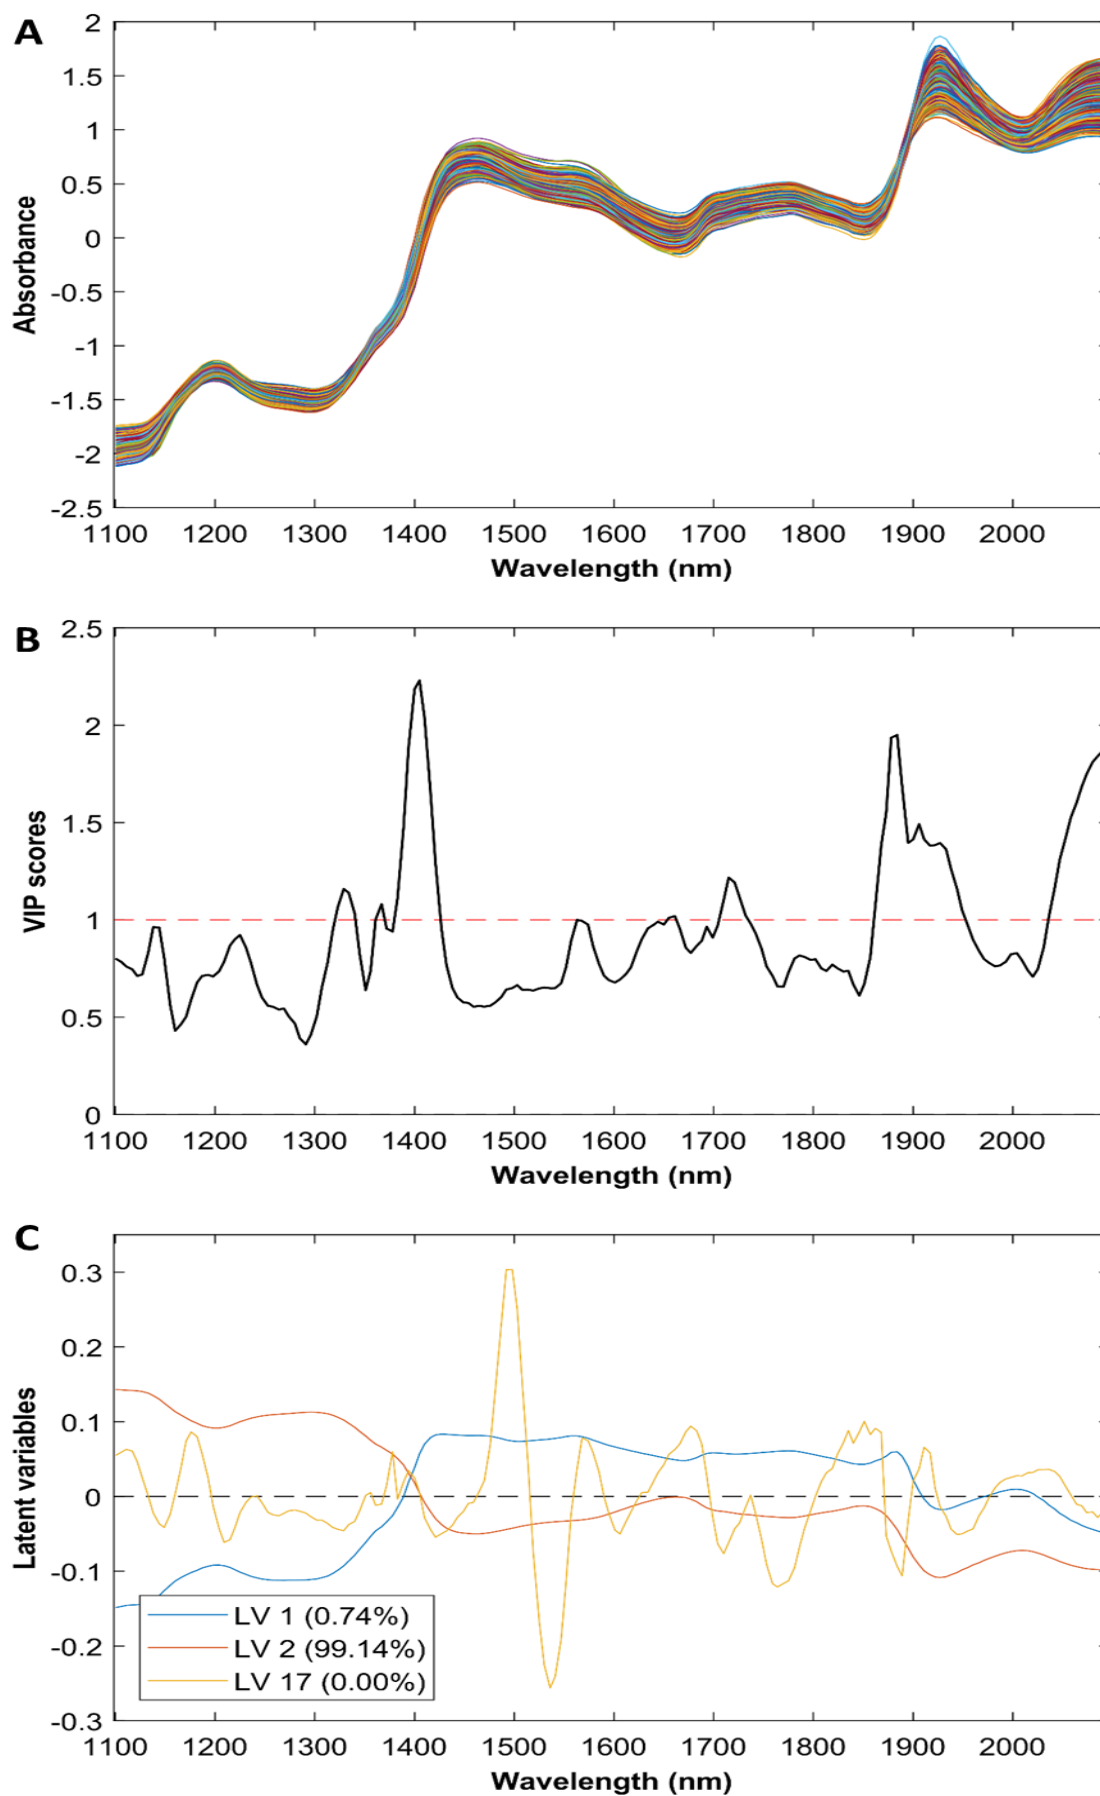 A
2
1.5
1
0.5
0
-0.5
-1
-1.5
-2
-2.5
Absorbance
1100 1200 1300 1400 1500 1600 1700 1800 1900 2000
Wavelength (nm)
B
2.5
2
1.5
1
0.5
0
VIP scores
1100 1200 1300 1400 1500 1600 1700 1800 1900 2000
Wavelength (nm)
C
0.3
0.2
0.1
0
-0.1
-0.2
-0.3
Latent variables
LV 1 (0.74%)
LV 2 (99.14%)
LV 17 (0.00%)
1100 1200 1300 1400 1500 1600 1700 1800 1900 2000
Wavelength (nm)